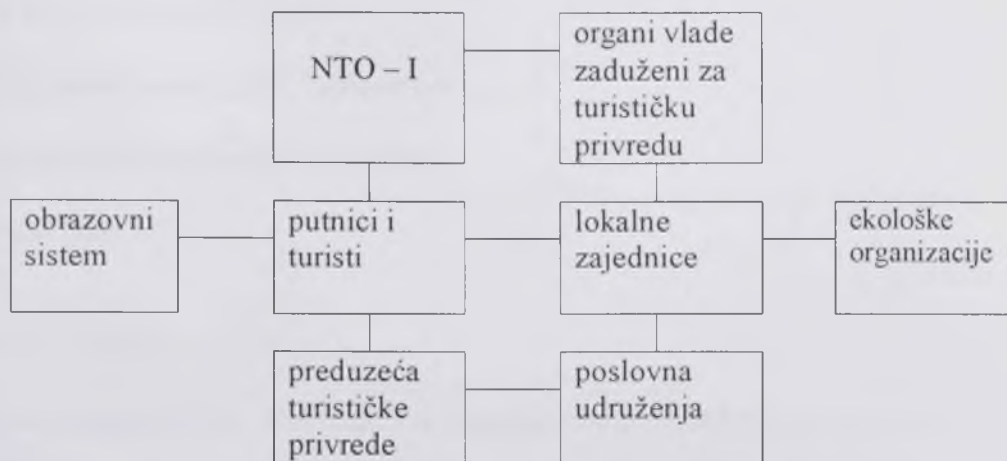 NTO – I
organi vlade
zaduženi za
turističku
privredu
obrazovni
sistem
putnici i
turisti
lokalne
zajednice
ekološke
organizacije
preduzeća
turističke
privrede
poslovna
udruženja